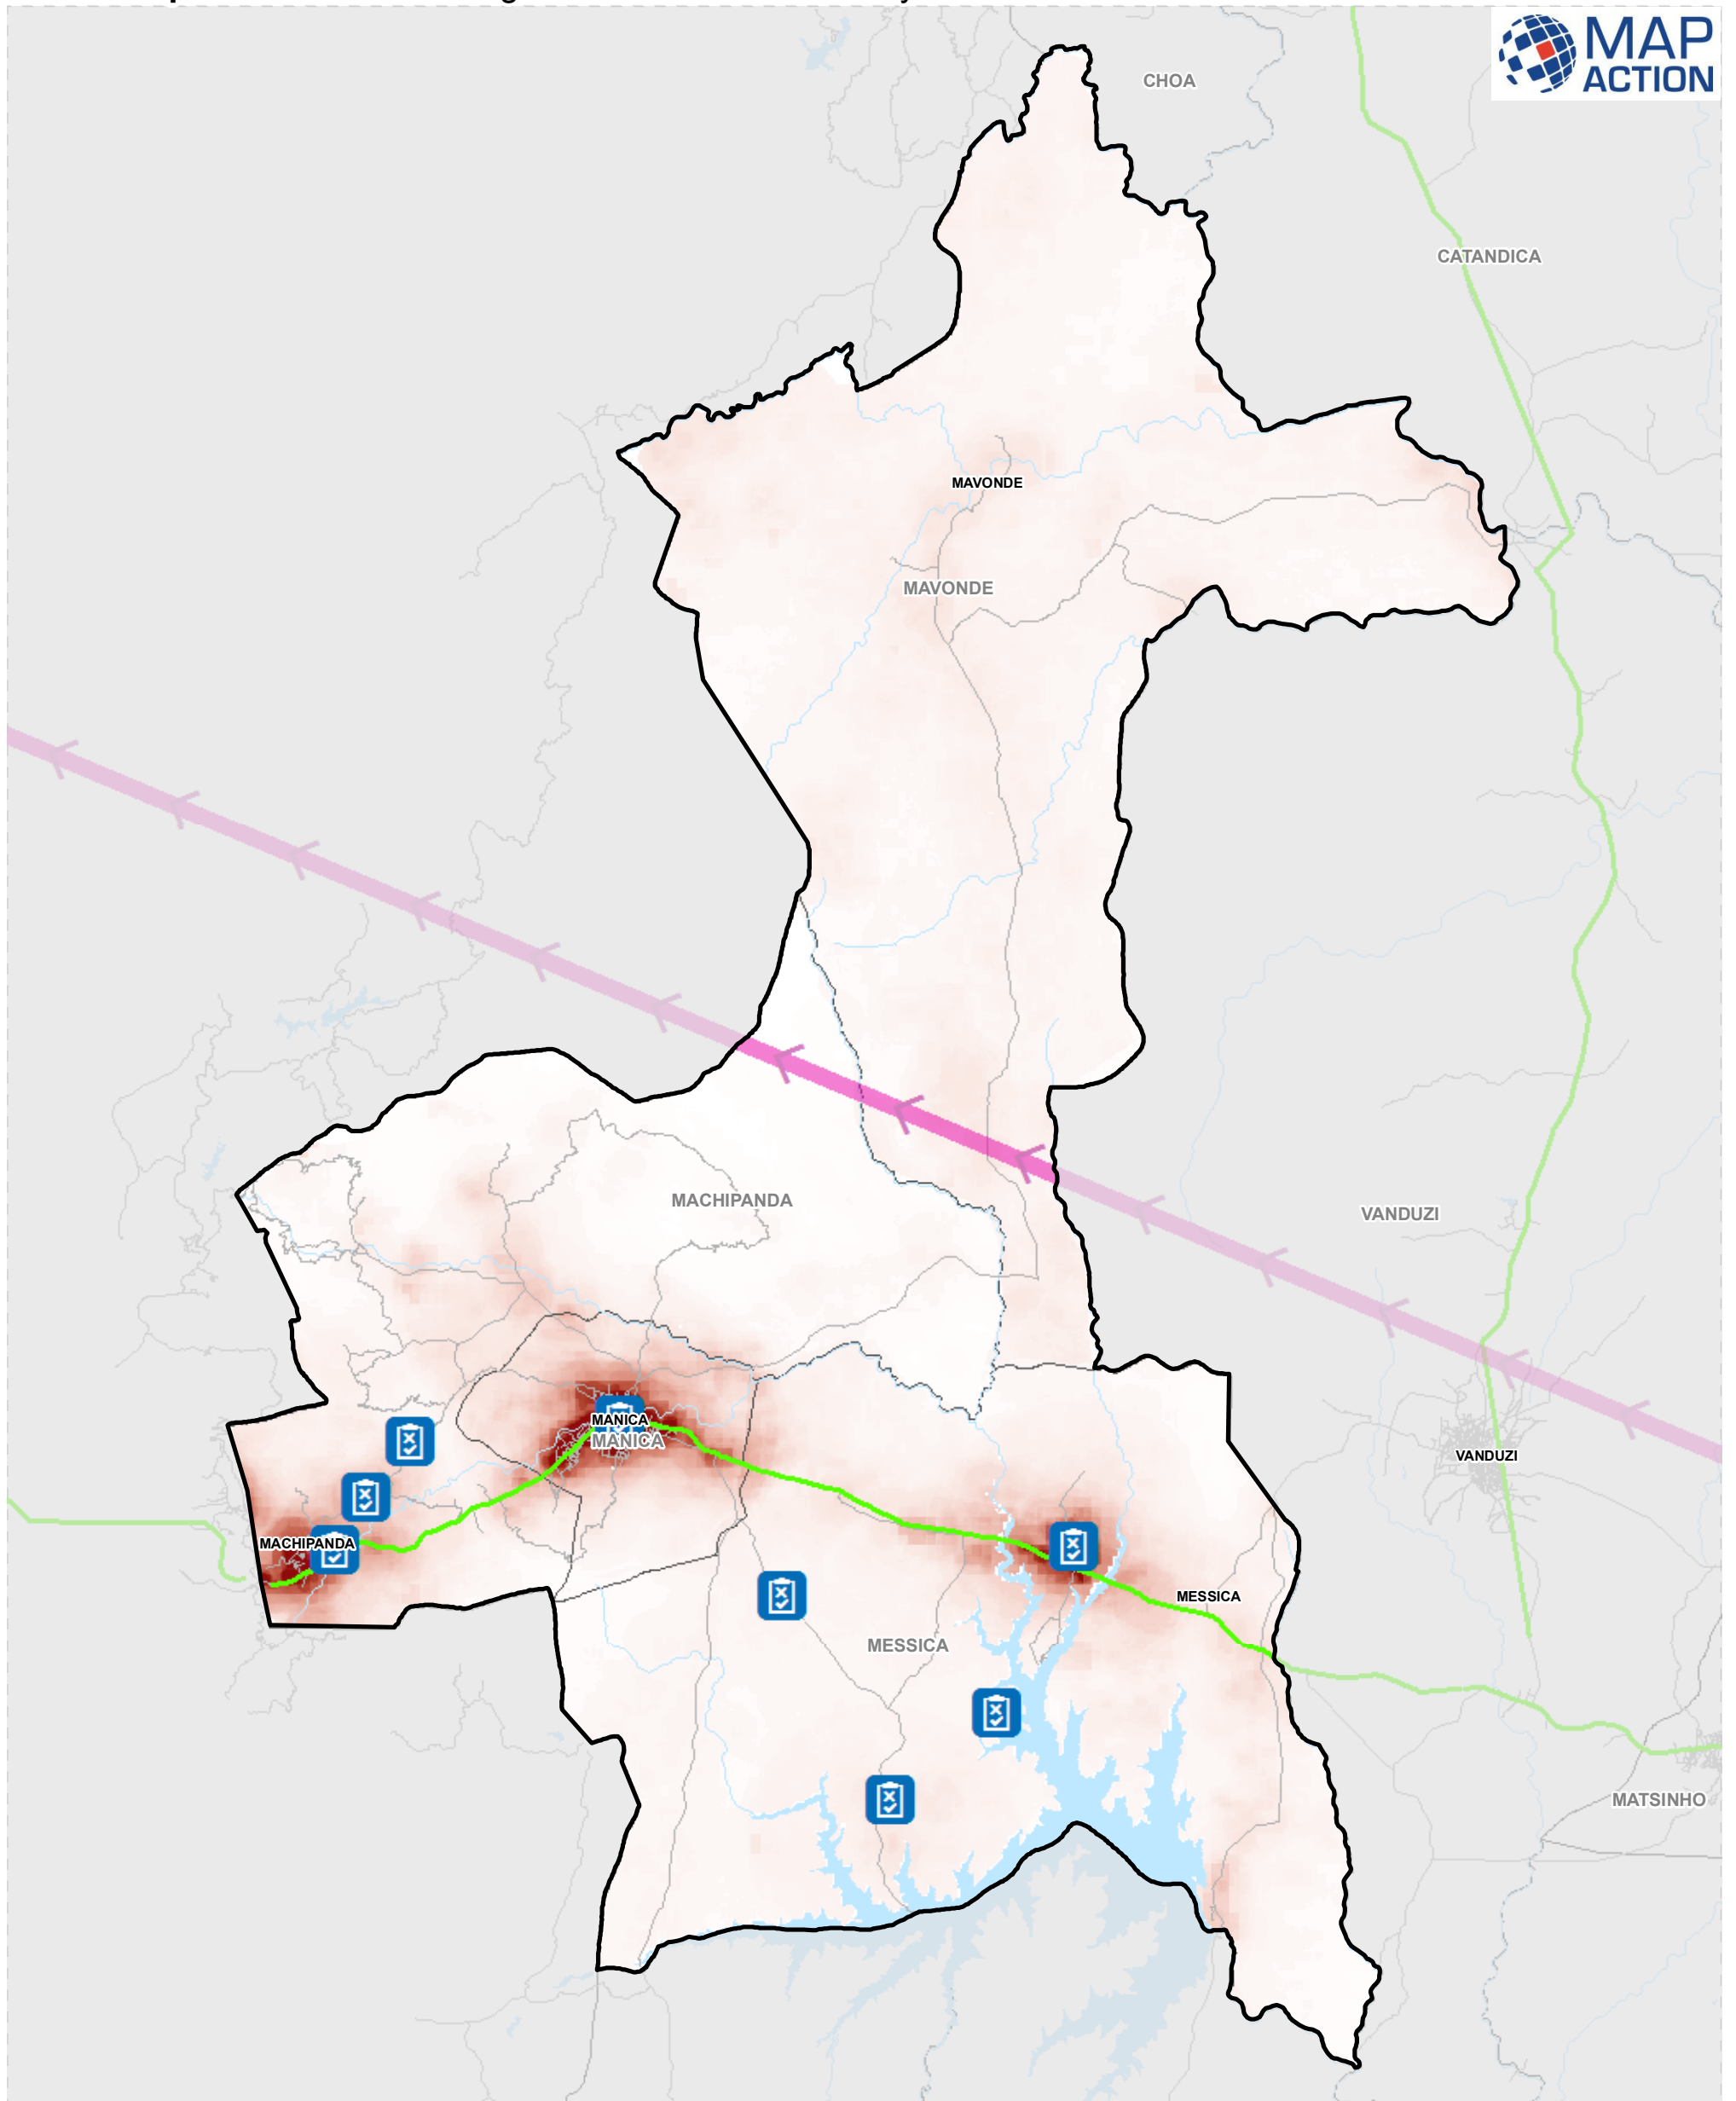 MAP
ACTION
CHOA
CATANDICA
MAVONDE
MAVONDE
MACHIPANDA
VANDUZI
MANICA
MANICA
VANDUZI
MACHIPANDA
MESSICA
MESSICA
MATSINHO